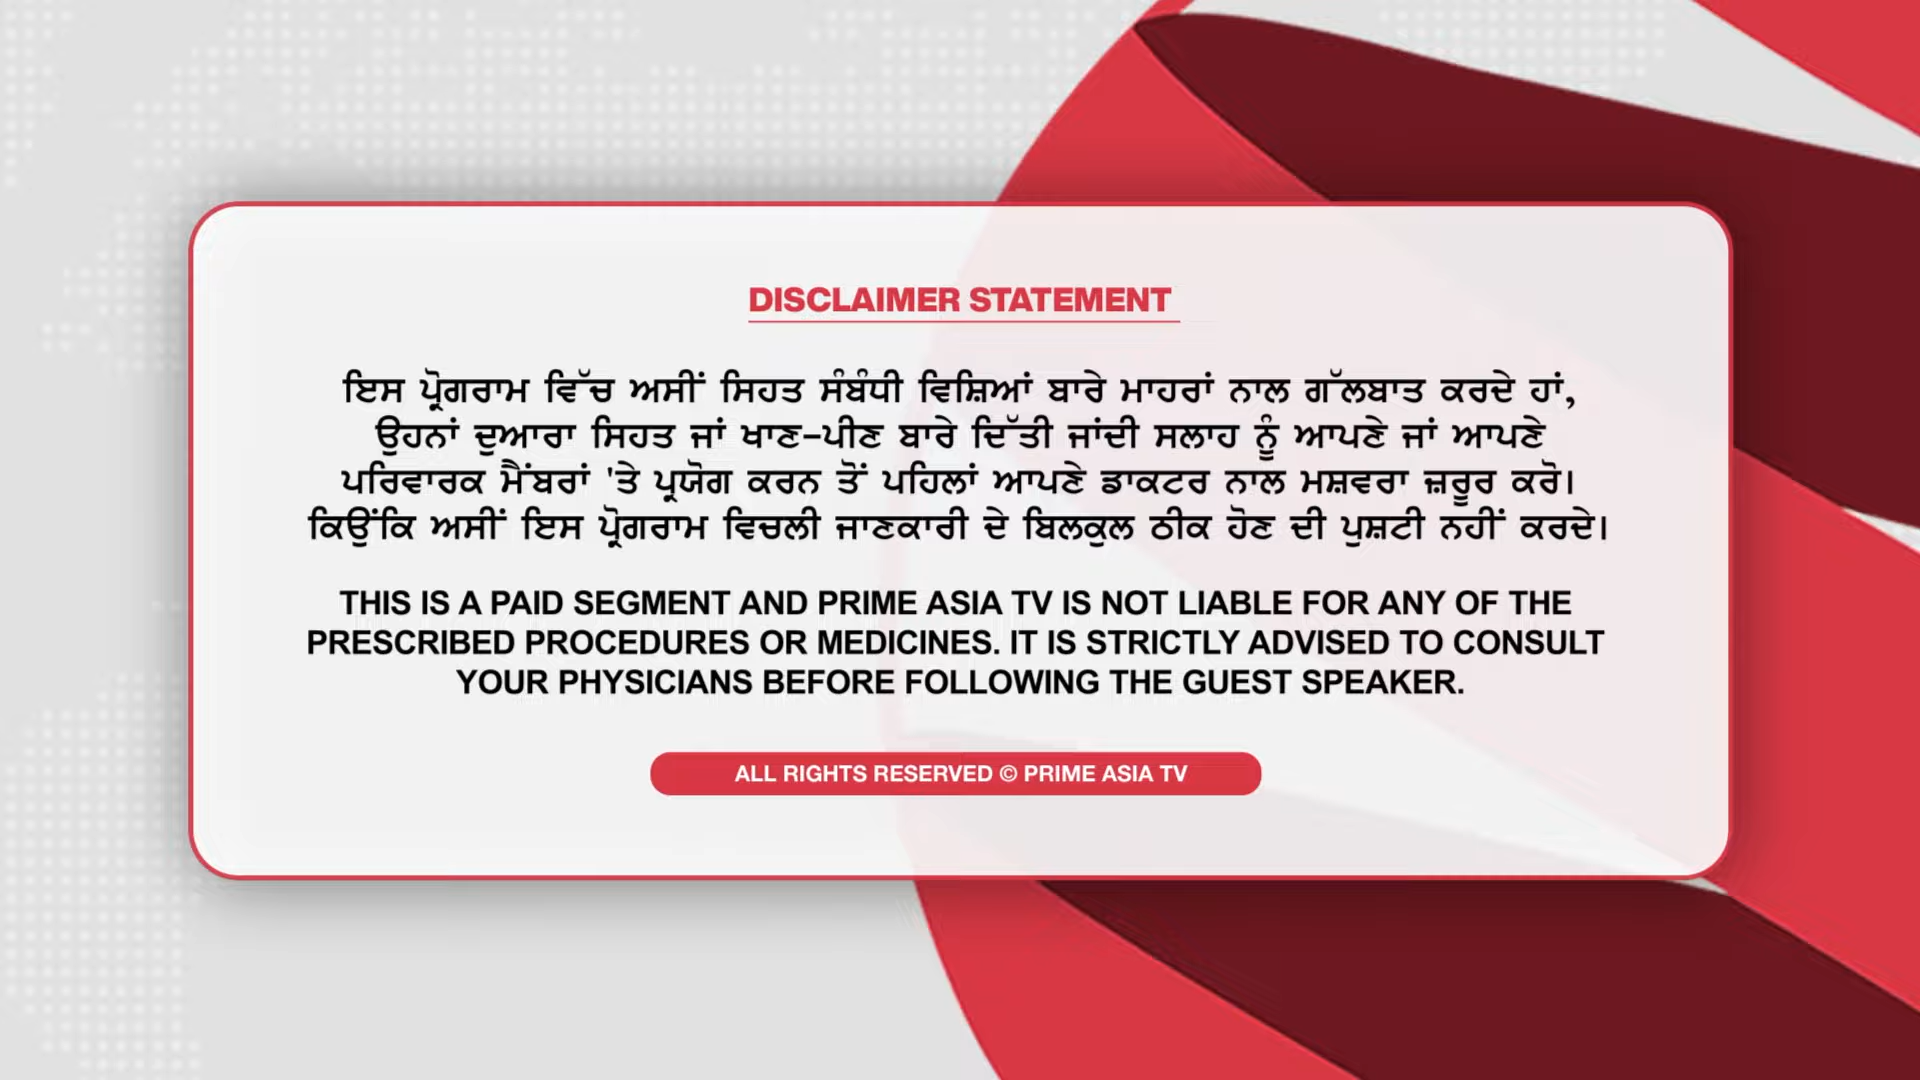 DISCLAIMER STATEMENT
ਇਸ ਪ੍ਰੋਗਰਾਮ ਵਿੱਚ ਅਸੀਂ ਸਿਹਤ ਸੰਬੰਧੀ ਵਿਸ਼ਿਆਂ ਬਾਰੇ ਮਾਹਰਾਂ ਨਾਲ ਗੱਲਬਾਤ ਕਰਦੇ ਹਾਂ,
ਉਹਨਾਂ ਦੁਆਰਾ ਸਿਹਤ ਜਾਂ ਖਾਣ-ਪੀਣ ਬਾਰੇ ਦਿੱਤੀ ਜਾਂਦੀ ਸਲਾਹ ਨੂੰ ਆਪਣੇ ਜਾਂ ਆਪਣੇ
ਪਰਿਵਾਰਕ ਮੈਂਬਰਾਂ 'ਤੇ ਪ੍ਰਯੋਗ ਕਰਨ ਤੋਂ ਪਹਿਲਾਂ ਆਪਣੇ ਡਾਕਟਰ ਨਾਲ ਮਸ਼ਵਰਾ ਜ਼ਰੂਰ ਕਰੋ।
ਕਿਉਂਕਿ ਅਸੀਂ ਇਸ ਪ੍ਰੋਗਰਾਮ ਵਿਚਲੀ ਜਾਣਕਾਰੀ ਦੇ ਬਿਲਕੁਲ ਠੀਕ ਹੋਣ ਦੀ ਪੁਸ਼ਟੀ ਨਹੀਂ ਕਰਦੇ।
THIS IS A PAID SEGMENT AND PRIME ASIA TV IS NOT LIABLE FOR ANY OF THE
PRESCRIBED PROCEDURES OR MEDICINES. IT IS STRICTLY ADVISED TO CONSULT
YOUR PHYSICIANS BEFORE FOLLOWING THE GUEST SPEAKER.
ALL RIGHTS RESERVED © PRIME ASIA TV